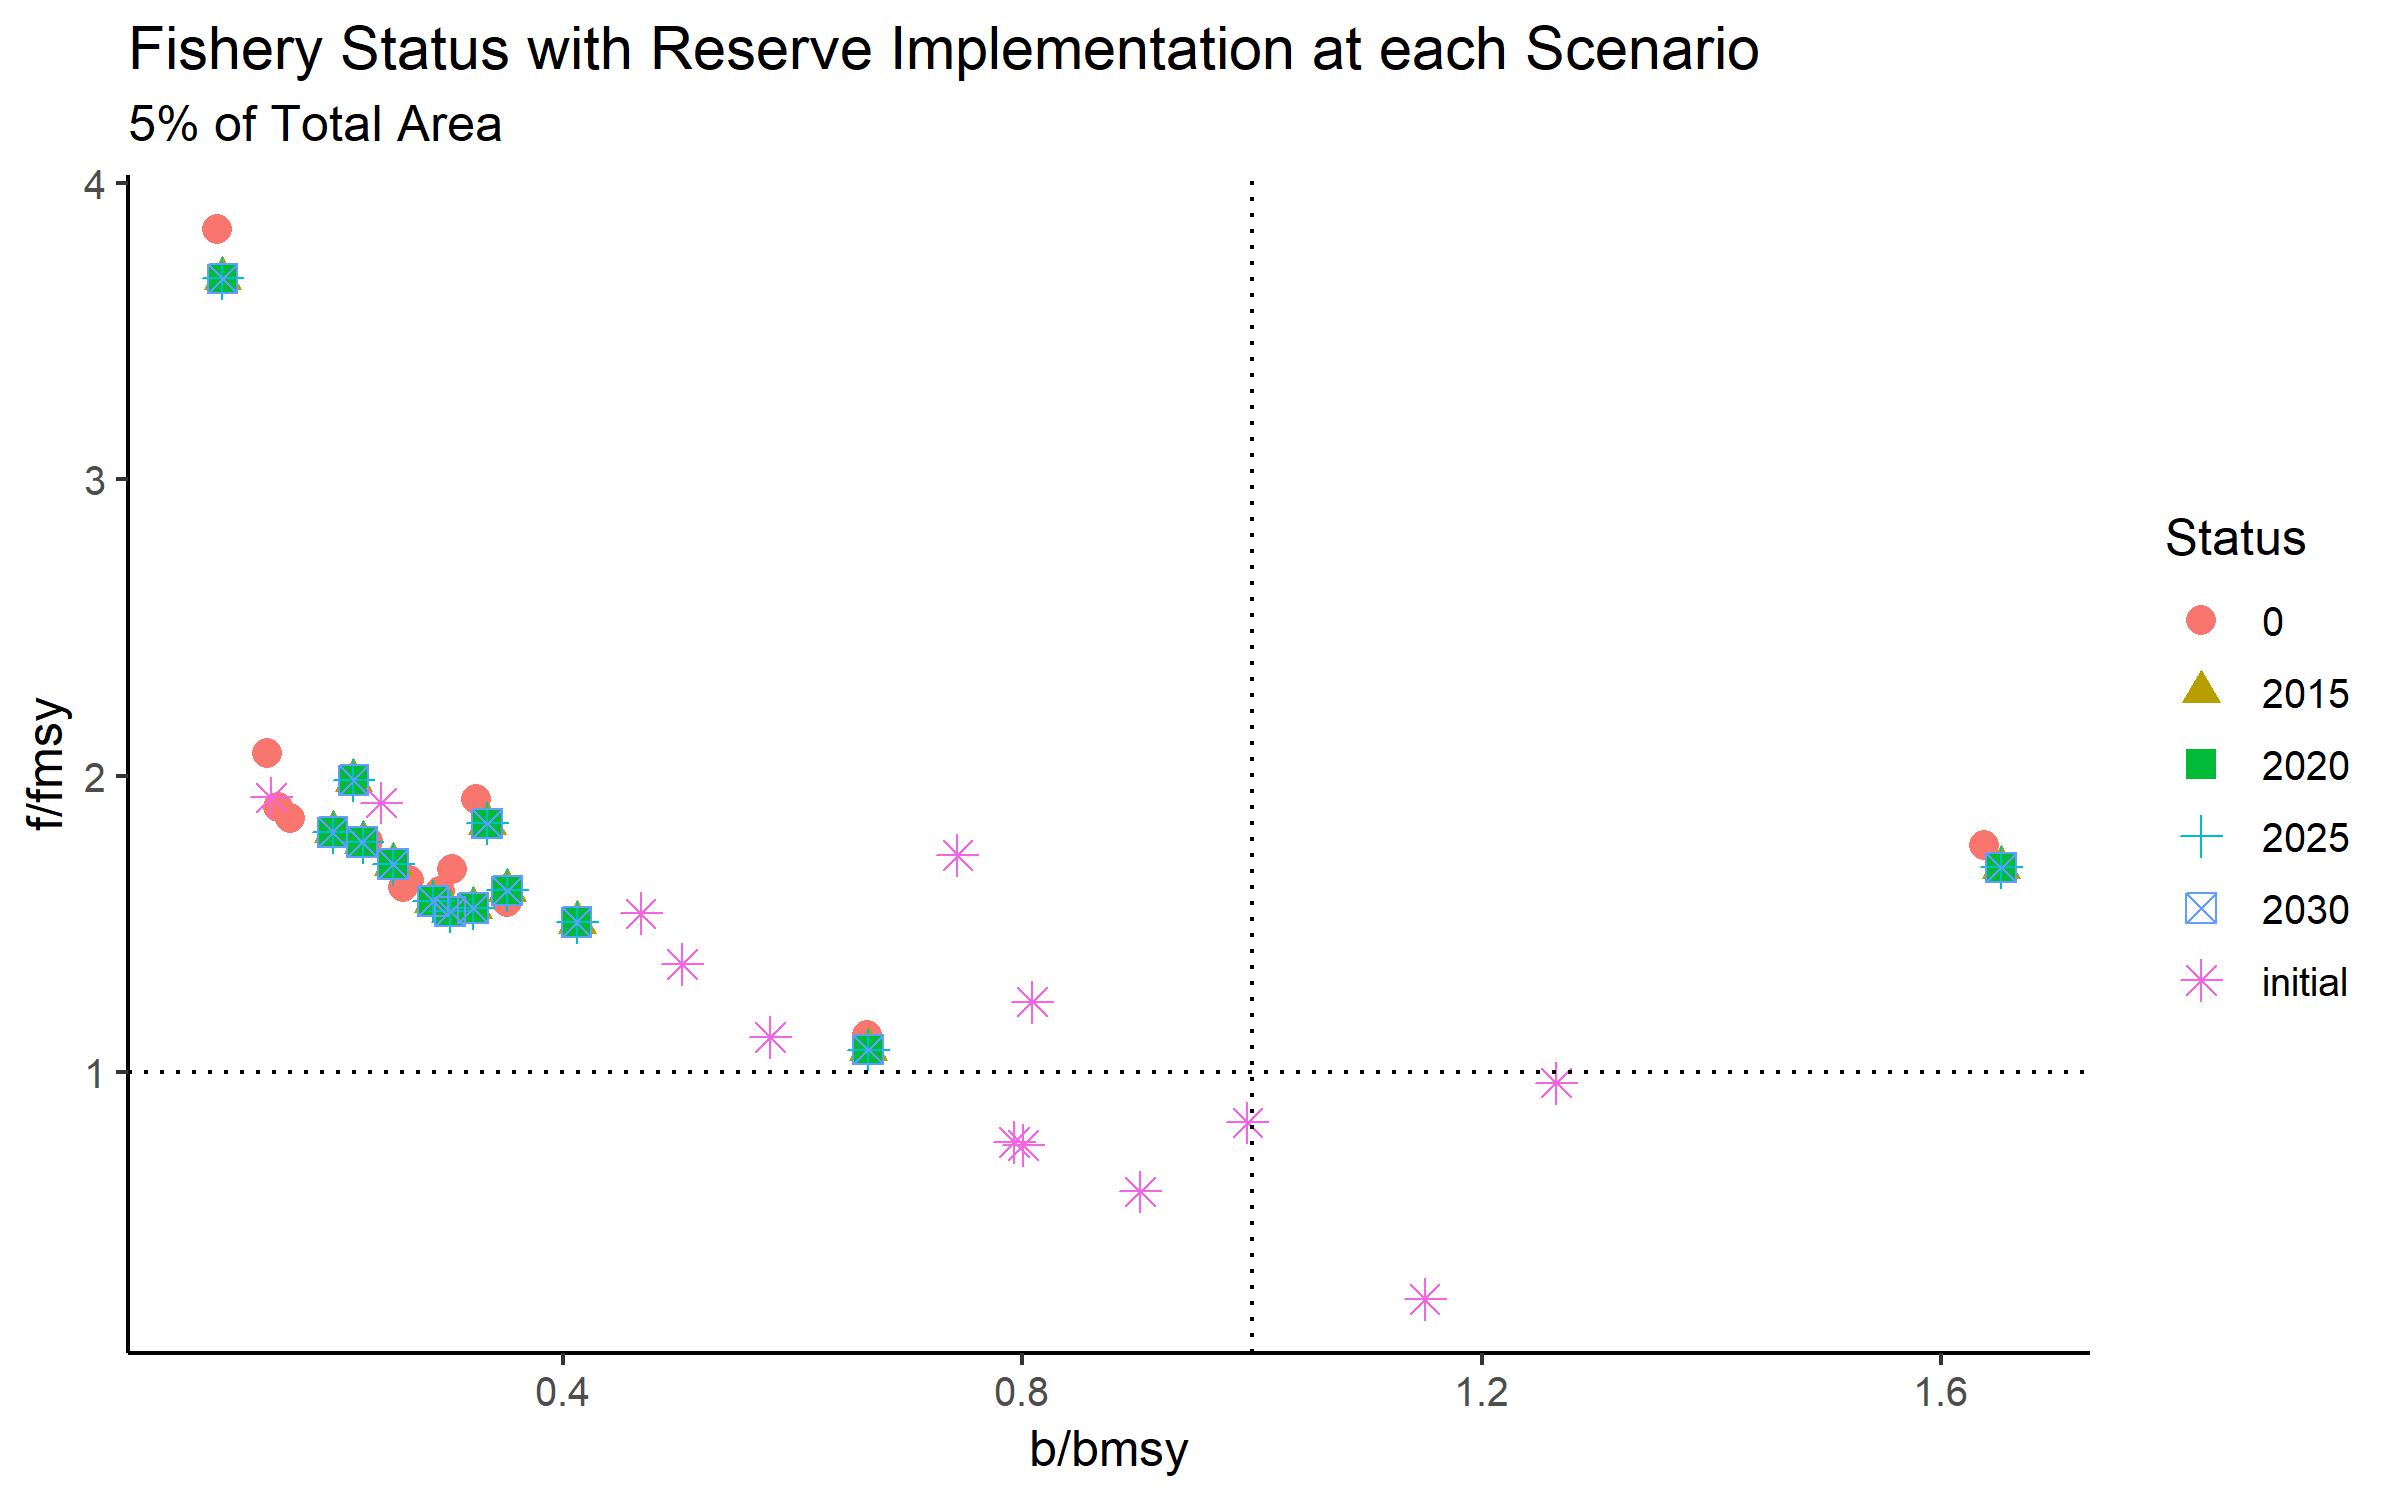 Fishery Status with Reserve Implementation at each Scenario
5% of Total Area
4
3
2
1
f/fmsy
0.4 0.8 1.2 1.6
b/bmsy
Status
0
2015
2020
2025
2030
initial